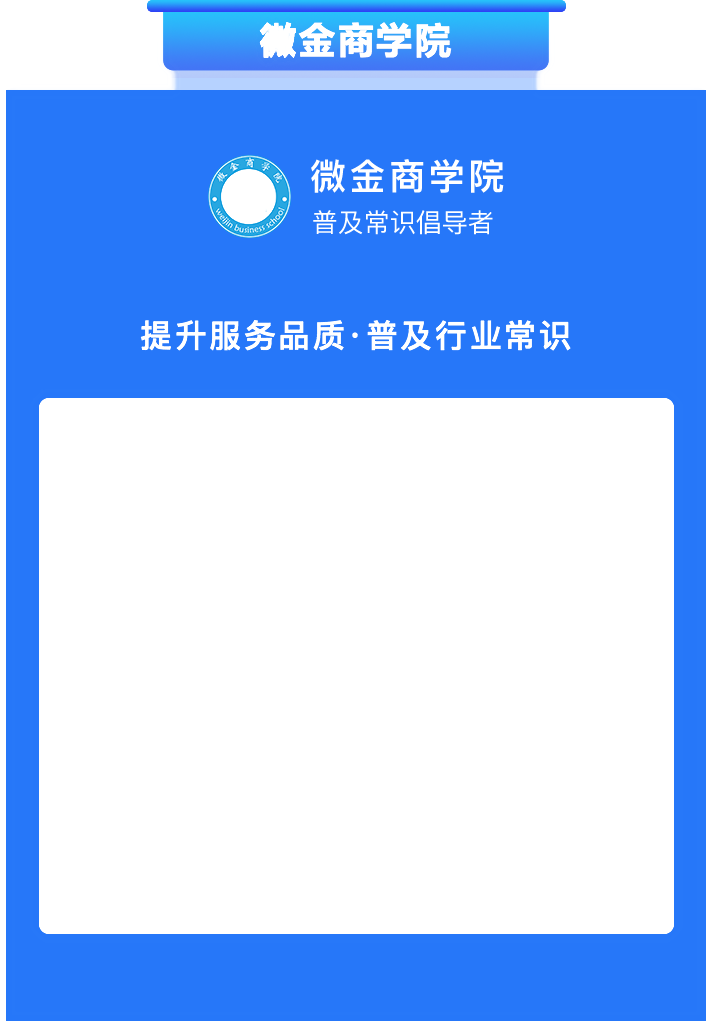 微金商学院
微金商学院
weijin business school
微金商学院
普及常识倡导者
提升服务品质·普及行业常识